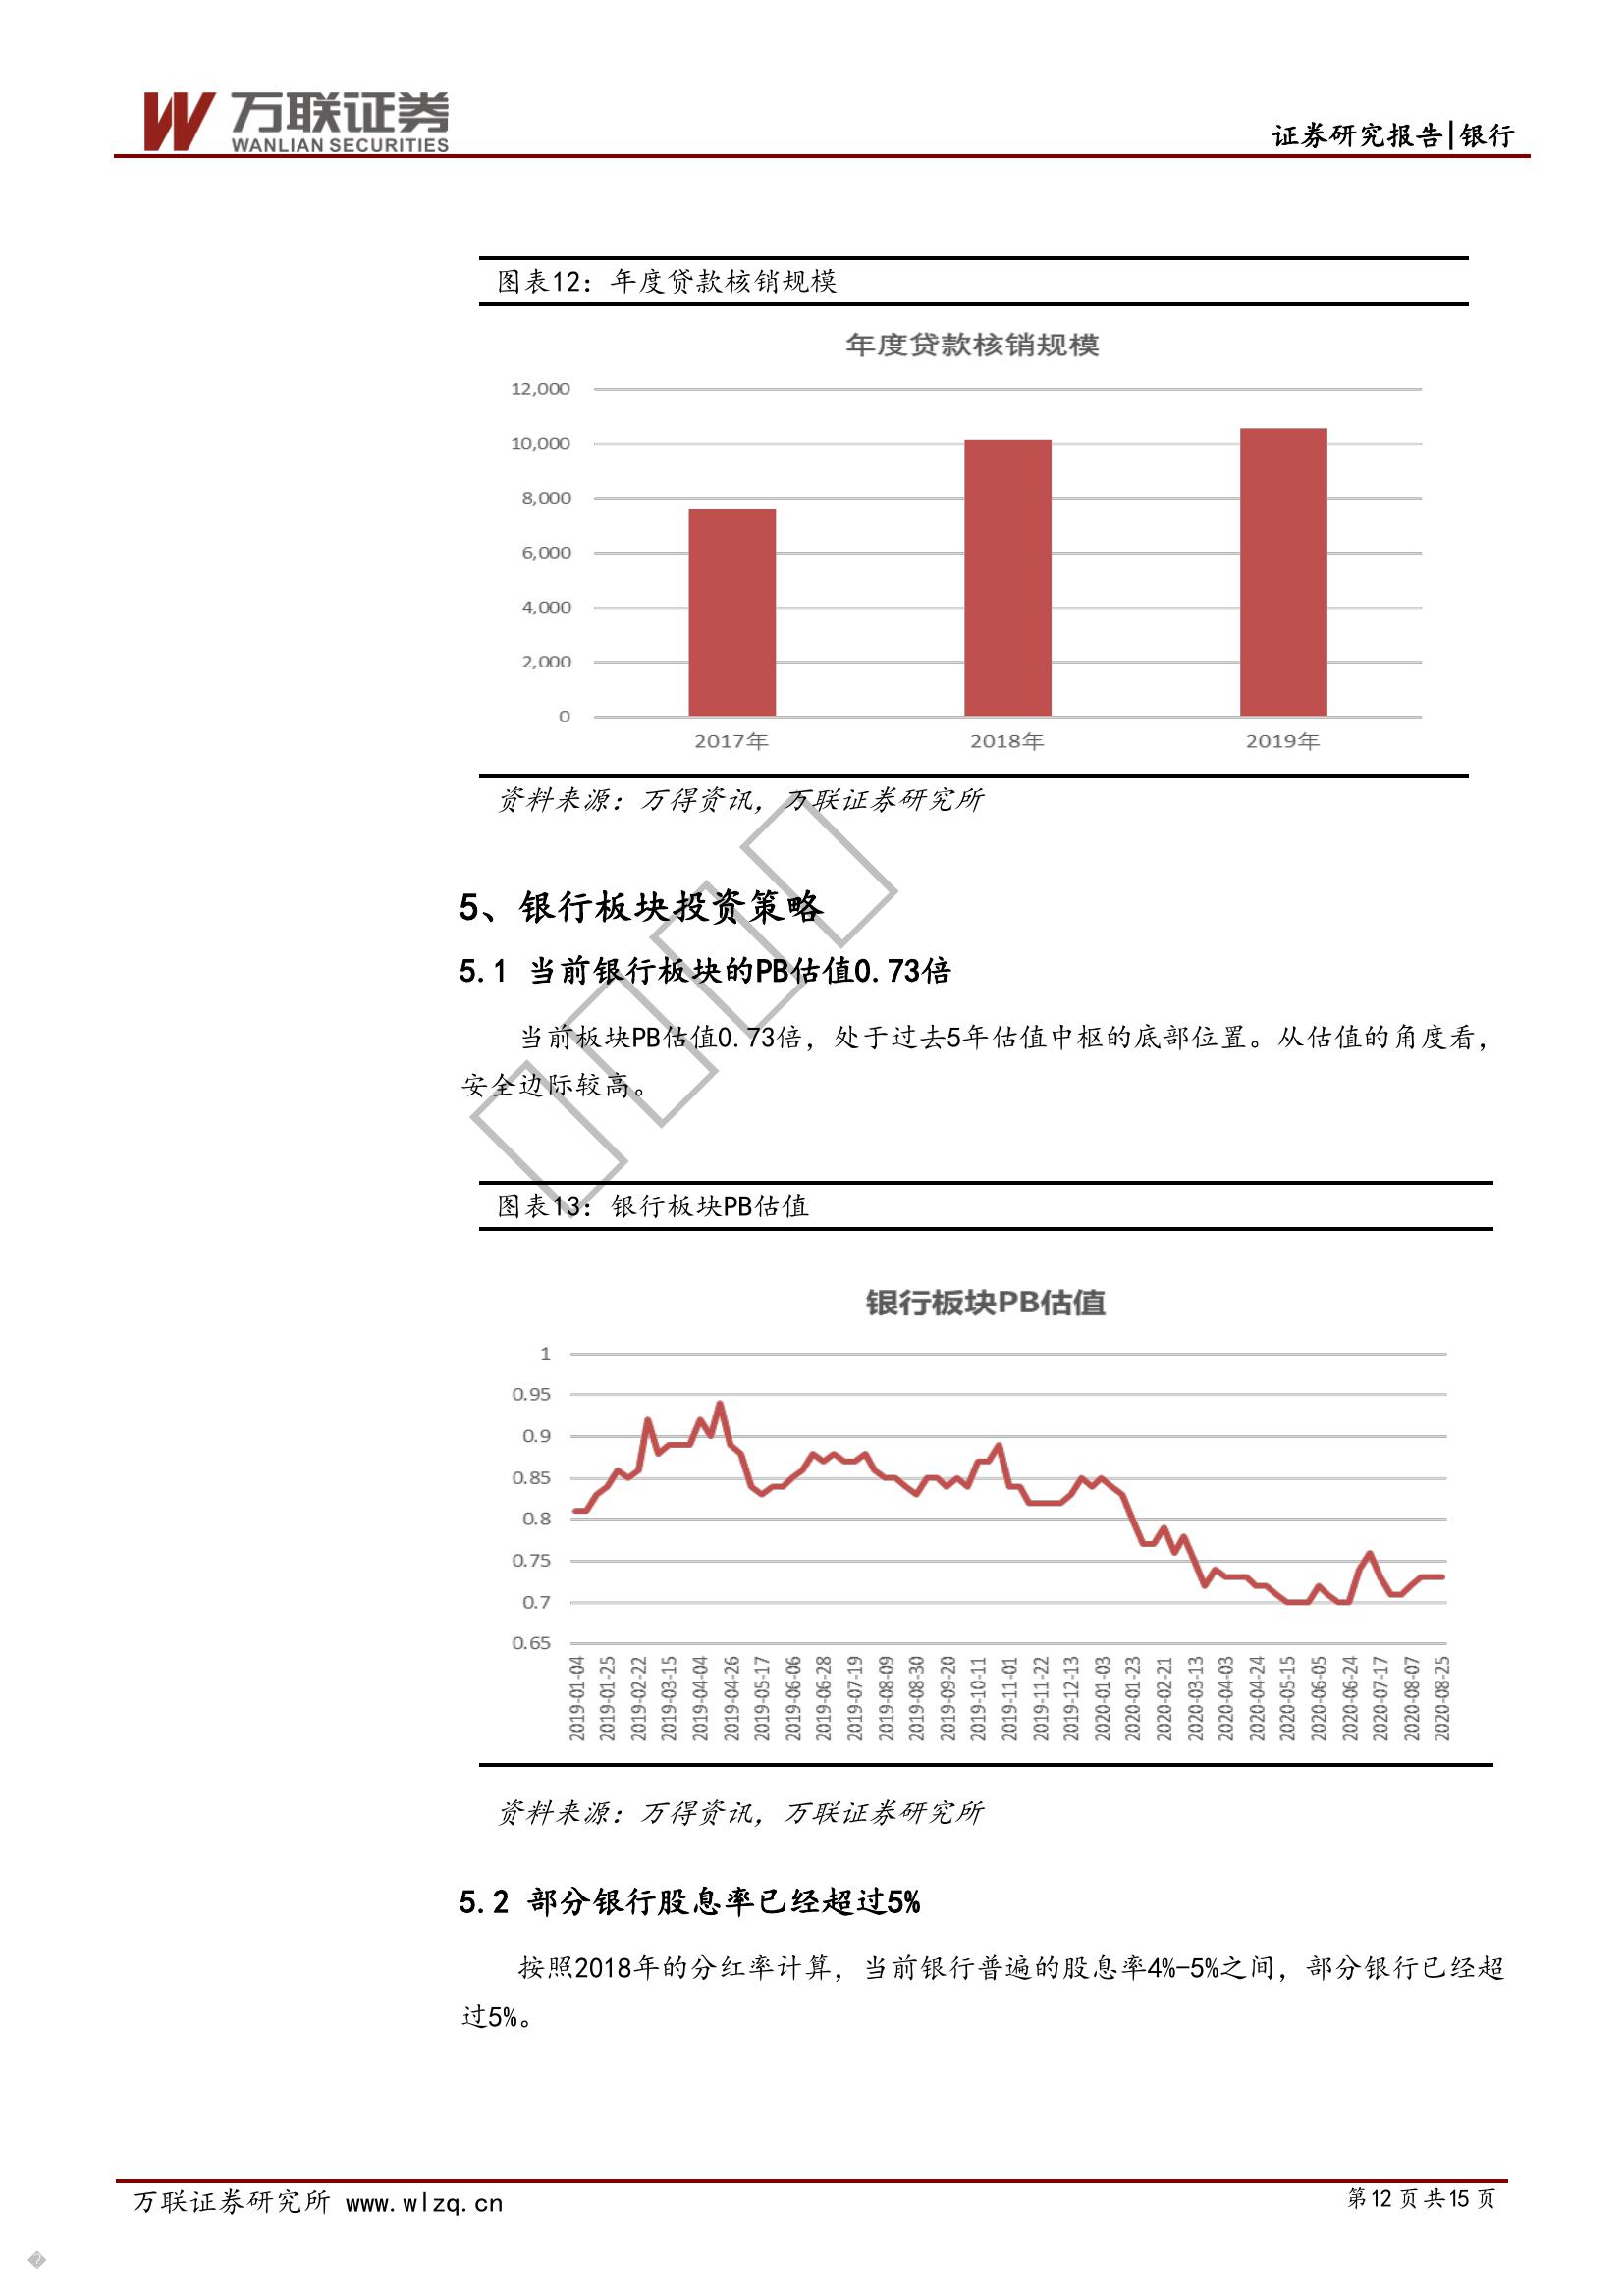 万联证券
WANLIAN SECURITIES
证券研究报告|银行
图表12：年度贷款核销规模
年度贷款核销规模
12,000
10,000
8,000
6,000
4,000
2,000
0
2017年 2018年 2019年
资料来源：万得资讯，万联证券研究所
5、银行板块投资策略
5.1 当前银行板块的PB估值0.73倍
当前板块PB估值0.73倍，处于过去5年估值中枢的底部位置。从估值的角度看，
安全边际较高。
图表13：银行板块PB估值
银行板块PB估值
1
0.95
0.9
0.85
0.8
0.75
0.7
0.65
2019-01-04
2019-01-25
2019-02-22
2019-03-15
2019-04-04
2019-04-26
2019-05-17
2019-06-06
2019-06-28
2019-07-19
2019-08-09
2019-08-30
2019-09-20
2019-10-11
2019-11-01
2019-11-22
2019-12-13
2020-01-03
2020-01-23
2020-02-21
2020-03-13
2020-04-03
2020-04-24
2020-05-15
2020-06-05
2020-06-24
2020-07-17
2020-08-07
2020-08-25
资料来源：万得资讯，万联证券研究所
5.2 部分银行股息率已经超过5%
按照2018年的分红率计算，当前银行普遍的股息率4%-5%之间，部分银行已经超
过5%。
万联证券研究所 www.wlzq.cn
第12页共15页